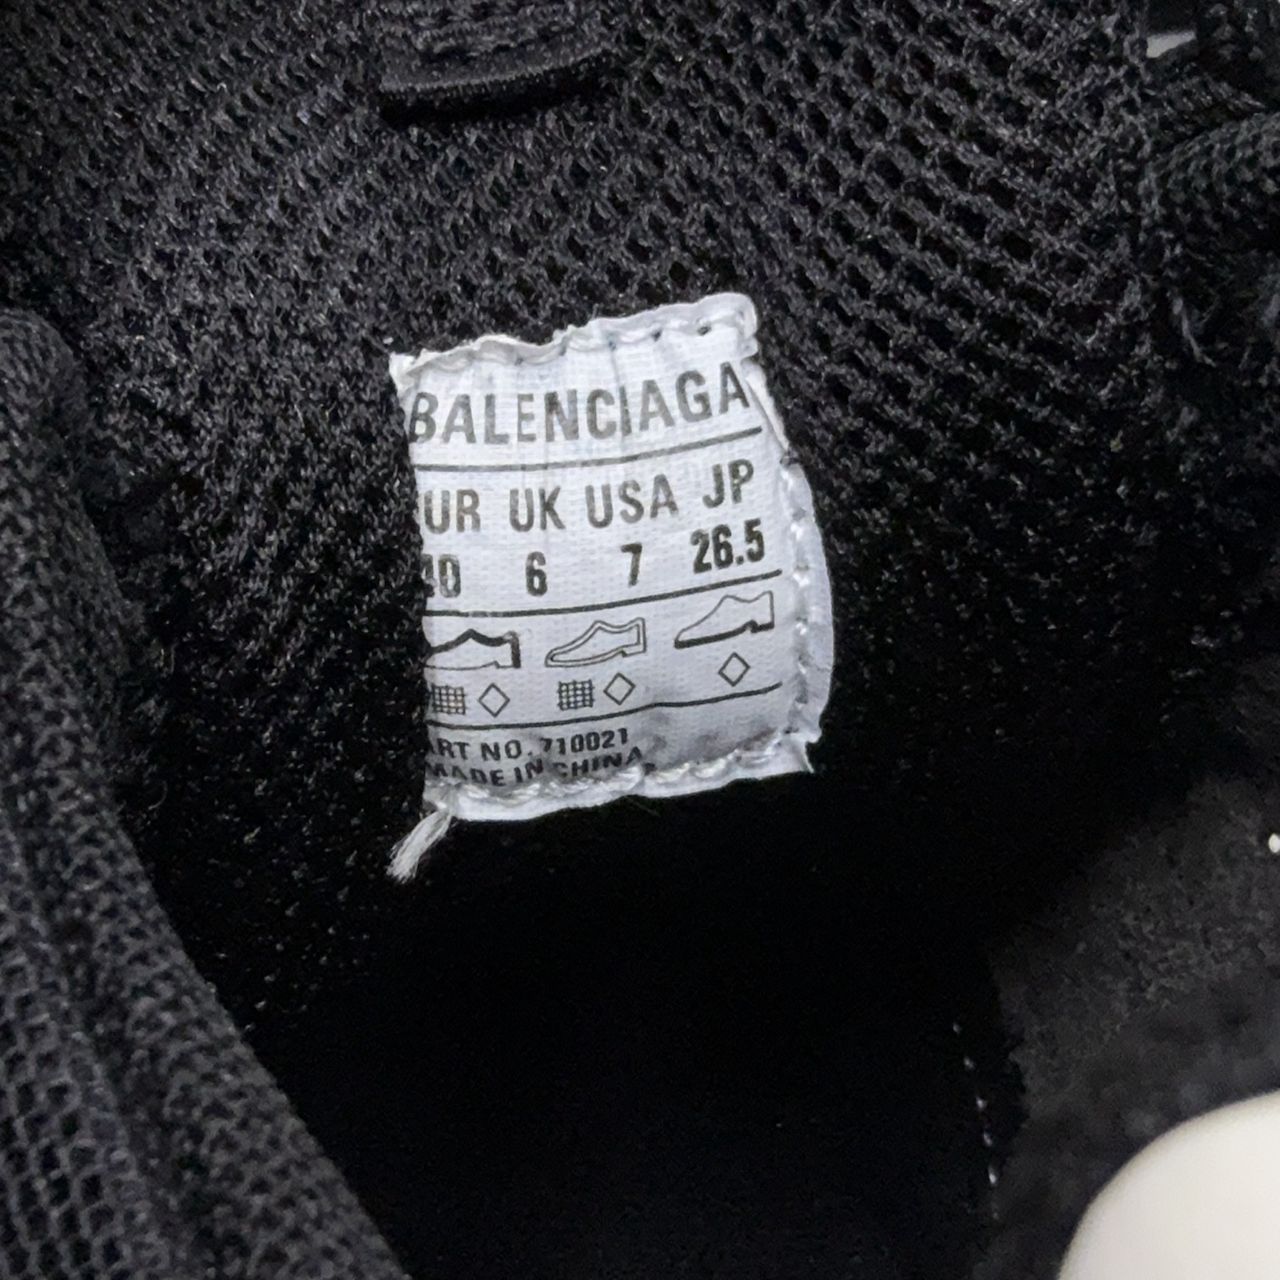 BALENCIAGA
UR UK USA JP
40 6 7 26.5
ART NO. 710021
MADE IN CHINA